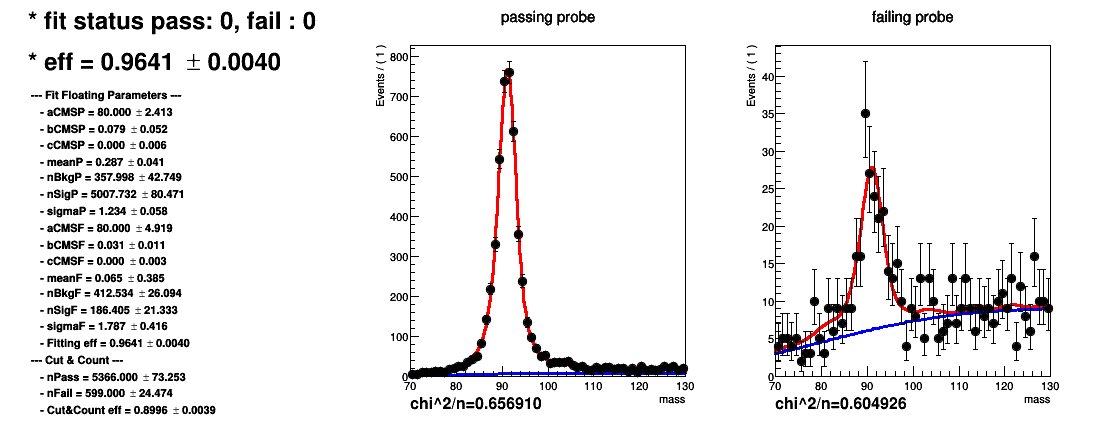 * fit status pass: 0, fail : 0
* eff = 0.9641 ± 0.0040
--- Fit Floating Parameters ---
- aCMSP = 80.000 ± 2.413
- bCMSP = 0.079 ± 0.052
- cCMSP = 0.000 ± 0.006
- meanP = 0.287 ± 0.041
- nBkgP = 357.998 ± 42.749
- nSigP = 5007.732 ± 80.471
- sigmaP = 1.234 ± 0.058
- aCMSF = 80.000 ± 4.919
- bCMSF = 0.031 ± 0.011
- cCMSF = 0.000 ± 0.003
- meanF = 0.065 ± 0.385
- nBkgF = 412.534 ± 26.094
- nSigF = 186.405 ± 21.333
- sigmaF = 1.787 ± 0.416
- Fitting eff = 0.9641 ± 0.0040
--- Cut & Count ---
- nPass = 5366.000 ± 73.253
- nFail = 599.000 ± 24.474
- Cut&Count eff = 0.8996 ± 0.0039
passing probe
Events / ( 1 )
800
700
600
500
400
300
200
100
0
70 80 90 100 110 120 130
mass
chi^2/n=0.656910
failing probe
Events / ( 1 )
40
35
30
25
20
15
10
5
0
70 80 90 100 110 120 130
mass
chi^2/n=0.604926